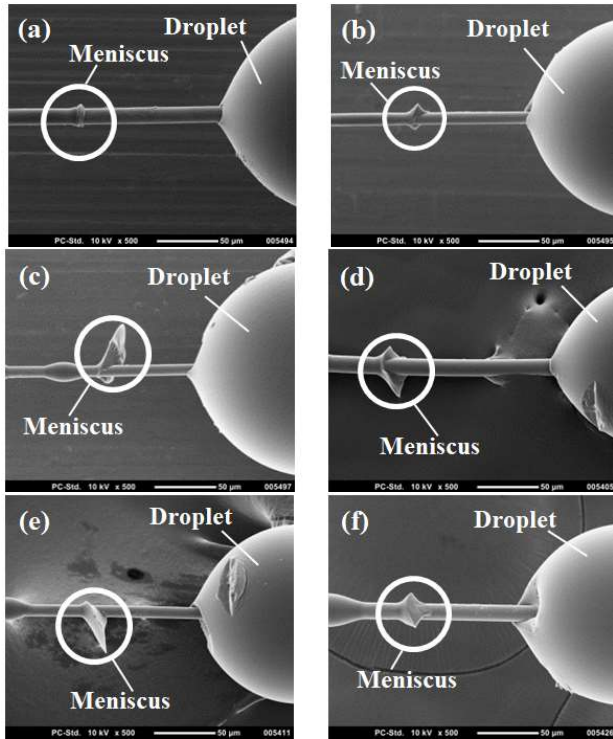 (a)
Droplet
Meniscus
PC-Std. 10 kV x 500 50 µm 005494
(b)
Droplet
Meniscus
PC-Std. 10 kV x 500 50 µm 005495
(c)
Droplet
Meniscus
PC-Std. 10 kV x 500 50 µm 005497
(d)
Droplet
Meniscus
PC-Std. 10 kV x 500 50 µm 005405
(e)
Droplet
Meniscus
PC-Std. 10 kV x 500 50 µm 005411
(f)
Droplet
Meniscus
PC-Std. 10 kV x 500 50 µm 005426